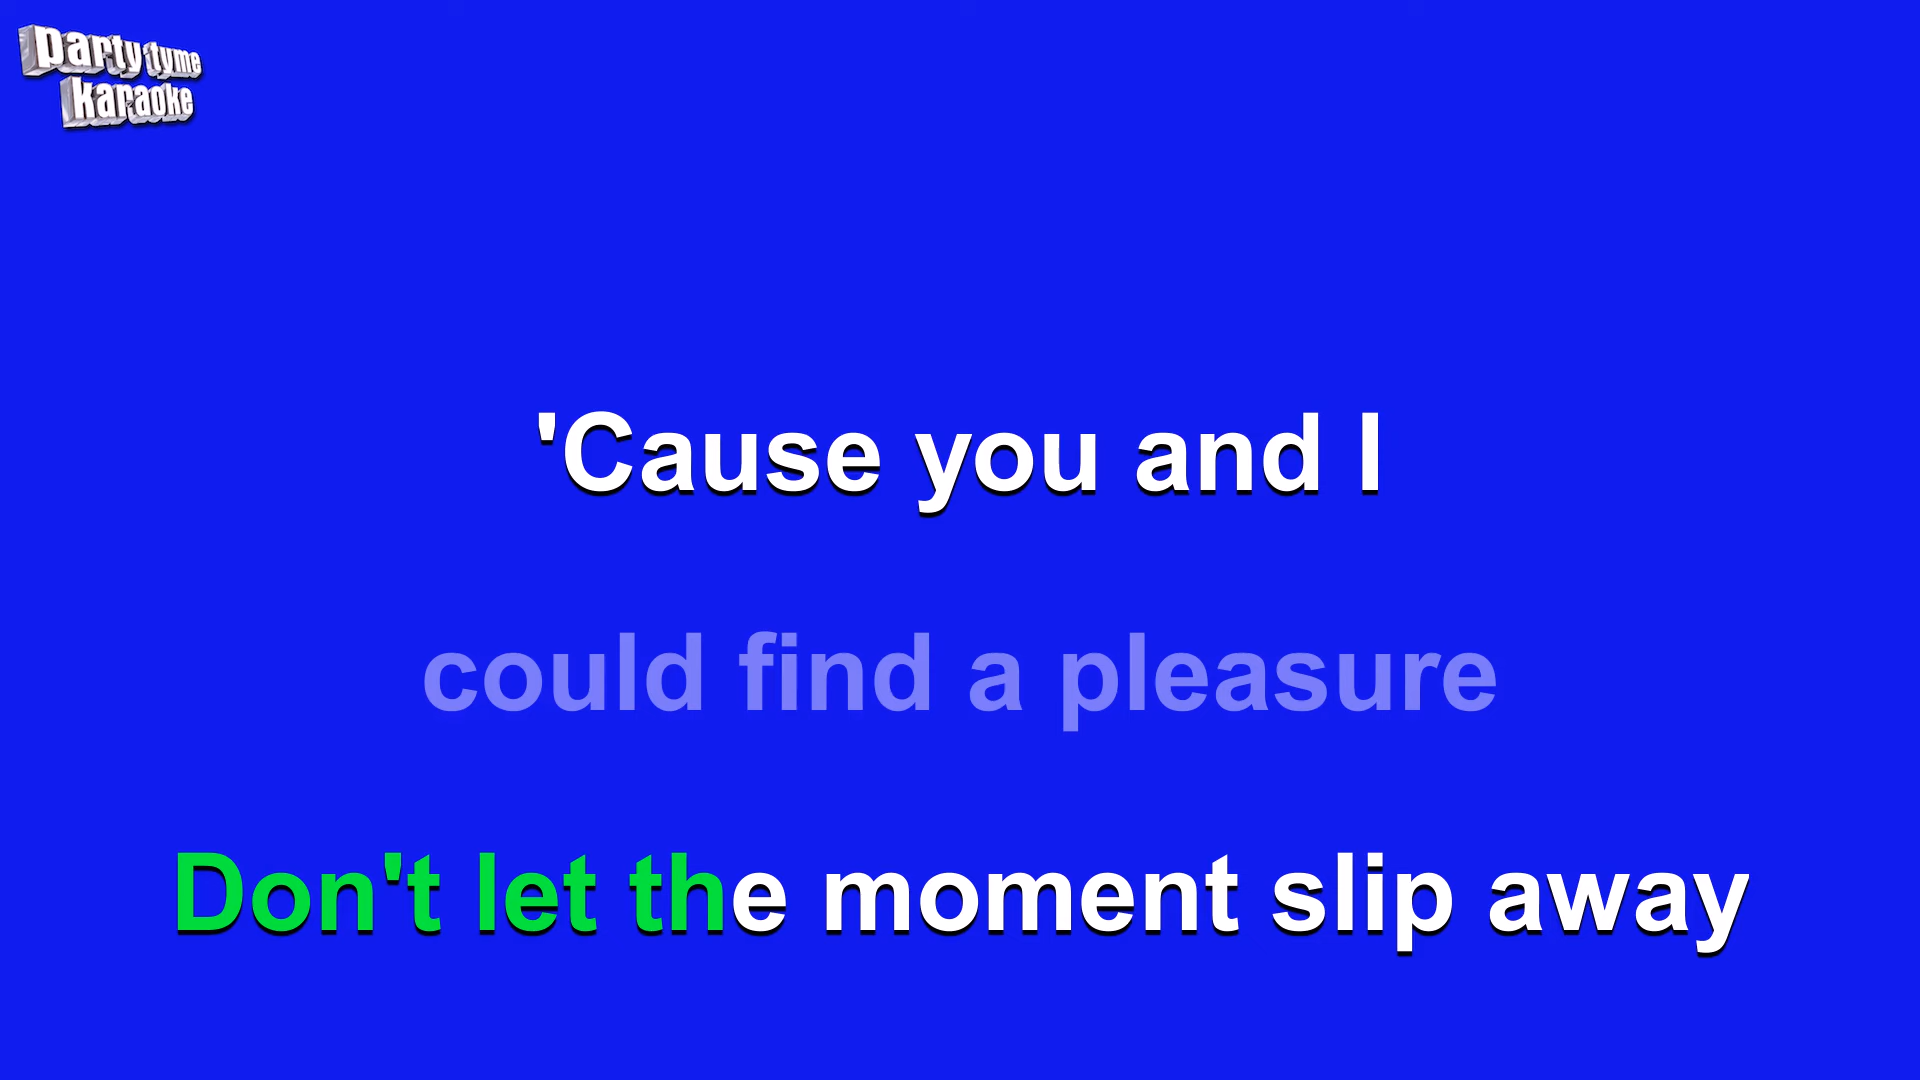 party tyme
karaoke
'Cause you and I
could find a pleasure
Don't let the moment slip away